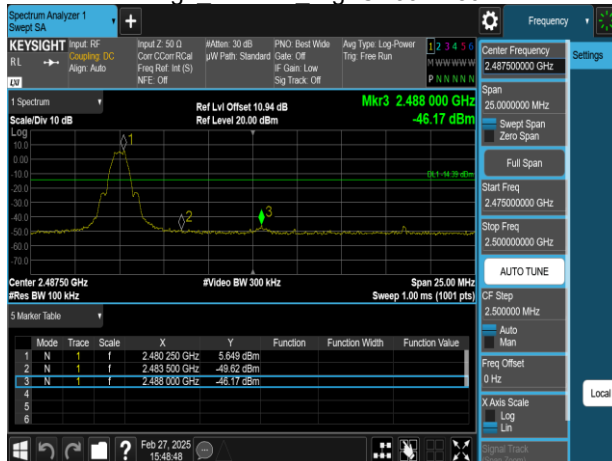 Spectrum Analyzer 1
Swept SA
+
Frequency
KEYSIGHT
RL
LXI
Input: RF
Coupling: DC
Align: Auto
Input Z: 50 Ω
Corr CCorr RCal
Freq Ref: Int (S)
NFE: Off
#Atten: 30 dB
µW Path: Standard
PNO: Best Wide
Gate: Off
IF Gain: Low
Sig Track: Off
Avg Type: Log-Power
Trig: Free Run
1 2 3 4 5 6
M W W W W W
P N N N N N
1 Spectrum
Scale/Div 10 dB
Ref Lvl Offset 10.94 dB
Ref Level 20.00 dBm
Mkr3 2.488 000 GHz
-46.17 dBm
Log
10.0
0.00
-10.0
-20.0
-30.0
-40.0
-50.0
-60.0
-70.0
1
2
3
DL1 -14.39 dBm
Center 2.48750 GHz
#Res BW 100 kHz
#Video BW 300 kHz
Span 25.00 MHz
Sweep 1.00 ms (1001 pts)
5 Marker Table
Mode Trace Scale X Y Function Function Width Function Value
1 N 1 f 2.480 250 GHz 5.649 dBm
2 N 1 f 2.483 500 GHz -49.62 dBm
3 N 1 f 2.488 000 GHz -46.17 dBm
4
5
6
?
Feb 27, 2025
15:48:48
Center Frequency
2.487500000 GHz
Span
25.0000000 MHz
Swept Span
Zero Span
Full Span
Start Freq
2.475000000 GHz
Stop Freq
2.500000000 GHz
AUTO TUNE
CF Step
2.500000 MHz
Auto
Man
Freq Offset
0 Hz
X Axis Scale
Log
Lin
Signal Track
Settings
Local